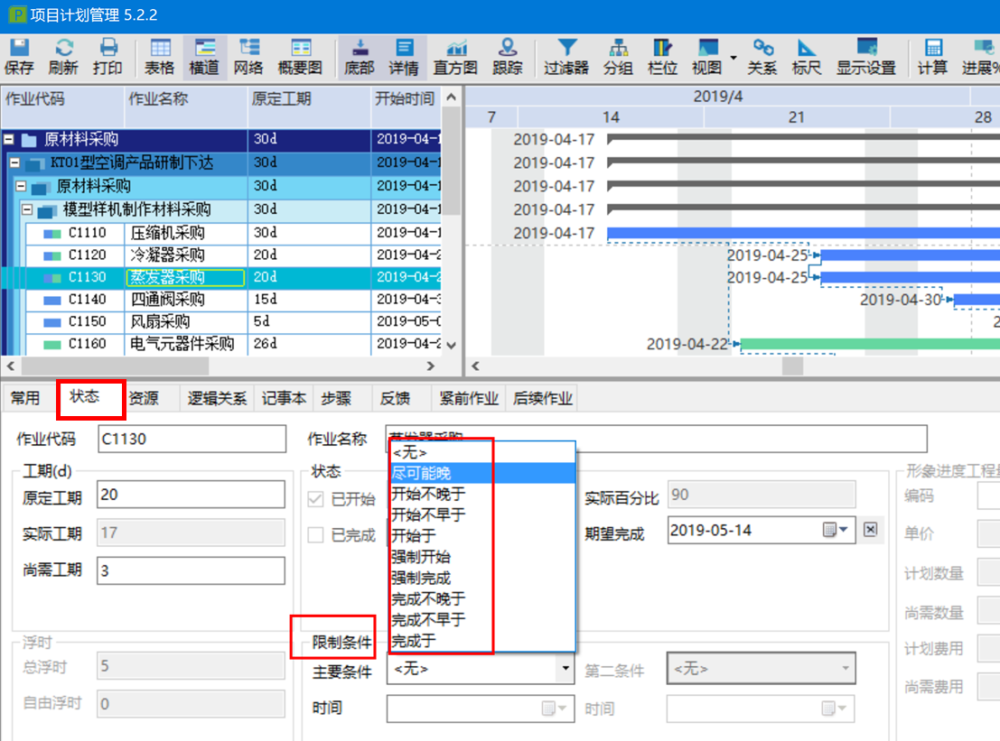 项目计划管理 5.2.2
保存 刷新 打印 表格 横道 网络 概要图 底部 详情 直方图 跟踪 过滤器 分组 栏位 视图 关系 标尺 显示设置 计算 进展%
作业代码 作业名称 原定工期 开始时间 2019/4
7 14 21 28
原材料采购 30d 2019-04-1 2019-04-17
KT01型空调产品研制下达 30d 2019-04-1 2019-04-17
原材料采购 30d 2019-04-1 2019-04-17
模型样机制作材料采购 30d 2019-04-1 2019-04-17
C1110 压缩机采购 30d 2019-04-1 2019-04-17
C1120 冷凝器采购 20d 2019-04-2 2019-04-25
C1130 蒸发器采购 20d 2019-04-2 2019-04-25
C1140 四通阀采购 15d 2019-04-3 2019-04-30
C1150 风扇采购 5d 2019-05-0 2
C1160 电气元器件采购 26d 2019-04-2 2019-04-22
常用 状态 资源 逻辑关系 记事本 步骤 反馈 紧前作业 后续作业
作业代码 C1130 作业名称 蒸发器采购
工期(d) 状态 形象进度工程量
原定工期 20 已开始 实际百分比 90 编码
实际工期 17 已完成 期望完成 2019-05-14 单价
尚需工期 3 计划数量
尚需数量
<无>
尽可能晚
开始不晚于
开始不早于
开始于
强制开始
强制完成
完成不晚于
完成不早于
完成于
浮时 限制条件 计划费用
总浮时 5 主要条件 <无> 第二条件 <无> 尚需费用
自由浮时 0 时间 时间